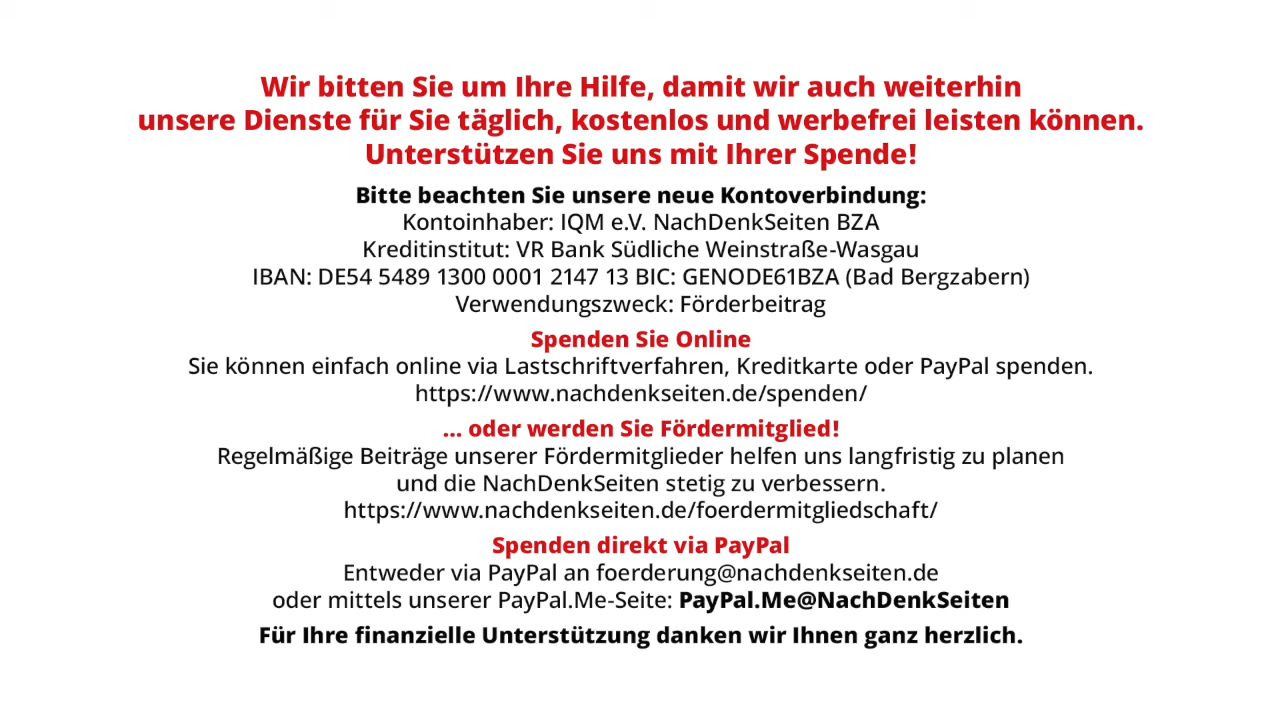 Wir bitten Sie um Ihre Hilfe, damit wir auch weiterhin
unsere Dienste für Sie täglich, kostenlos und werbefrei leisten können.
Unterstützen Sie uns mit Ihrer Spende!
Bitte beachten Sie unsere neue Kontoverbindung:
Kontoinhaber: IQM e.V. NachDenkSeiten BZA
Kreditinstitut: VR Bank Südliche Weinstraße-Wasgau
IBAN: DE54 5489 1300 0001 2147 13 BIC: GENODE61BZA (Bad Bergzabern)
Verwendungszweck: Förderbeitrag
Spenden Sie Online
Sie können einfach online via Lastschriftverfahren, Kreditkarte oder PayPal spenden.
https://www.nachdenkseiten.de/spenden/
... oder werden Sie Fördermitglied!
Regelmäßige Beiträge unserer Fördermitglieder helfen uns langfristig zu planen
und die NachDenkSeiten stetig zu verbessern.
https://www.nachdenkseiten.de/foerdermitgliedschaft/
Spenden direkt via PayPal
Entweder via PayPal an foerderung@nachdenkseiten.de
oder mittels unserer PayPal.Me-Seite: PayPal.Me@NachDenkSeiten
Für Ihre finanzielle Unterstützung danken wir Ihnen ganz herzlich.